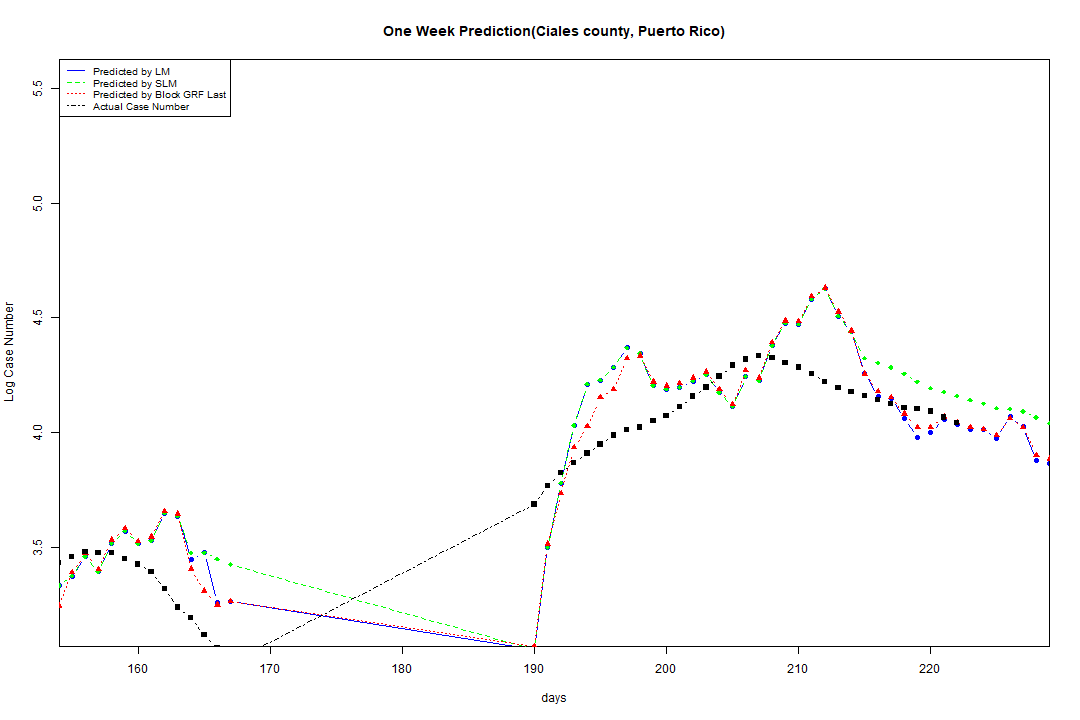 One Week Prediction(Ciales county, Puerto Rico)
Predicted by LM
Predicted by SLM
Predicted by Block GRF Last
Actual Case Number
5.5
5.0
4.5
4.0
3.5
Log Case Number
160
170
180
190
200
210
220
days